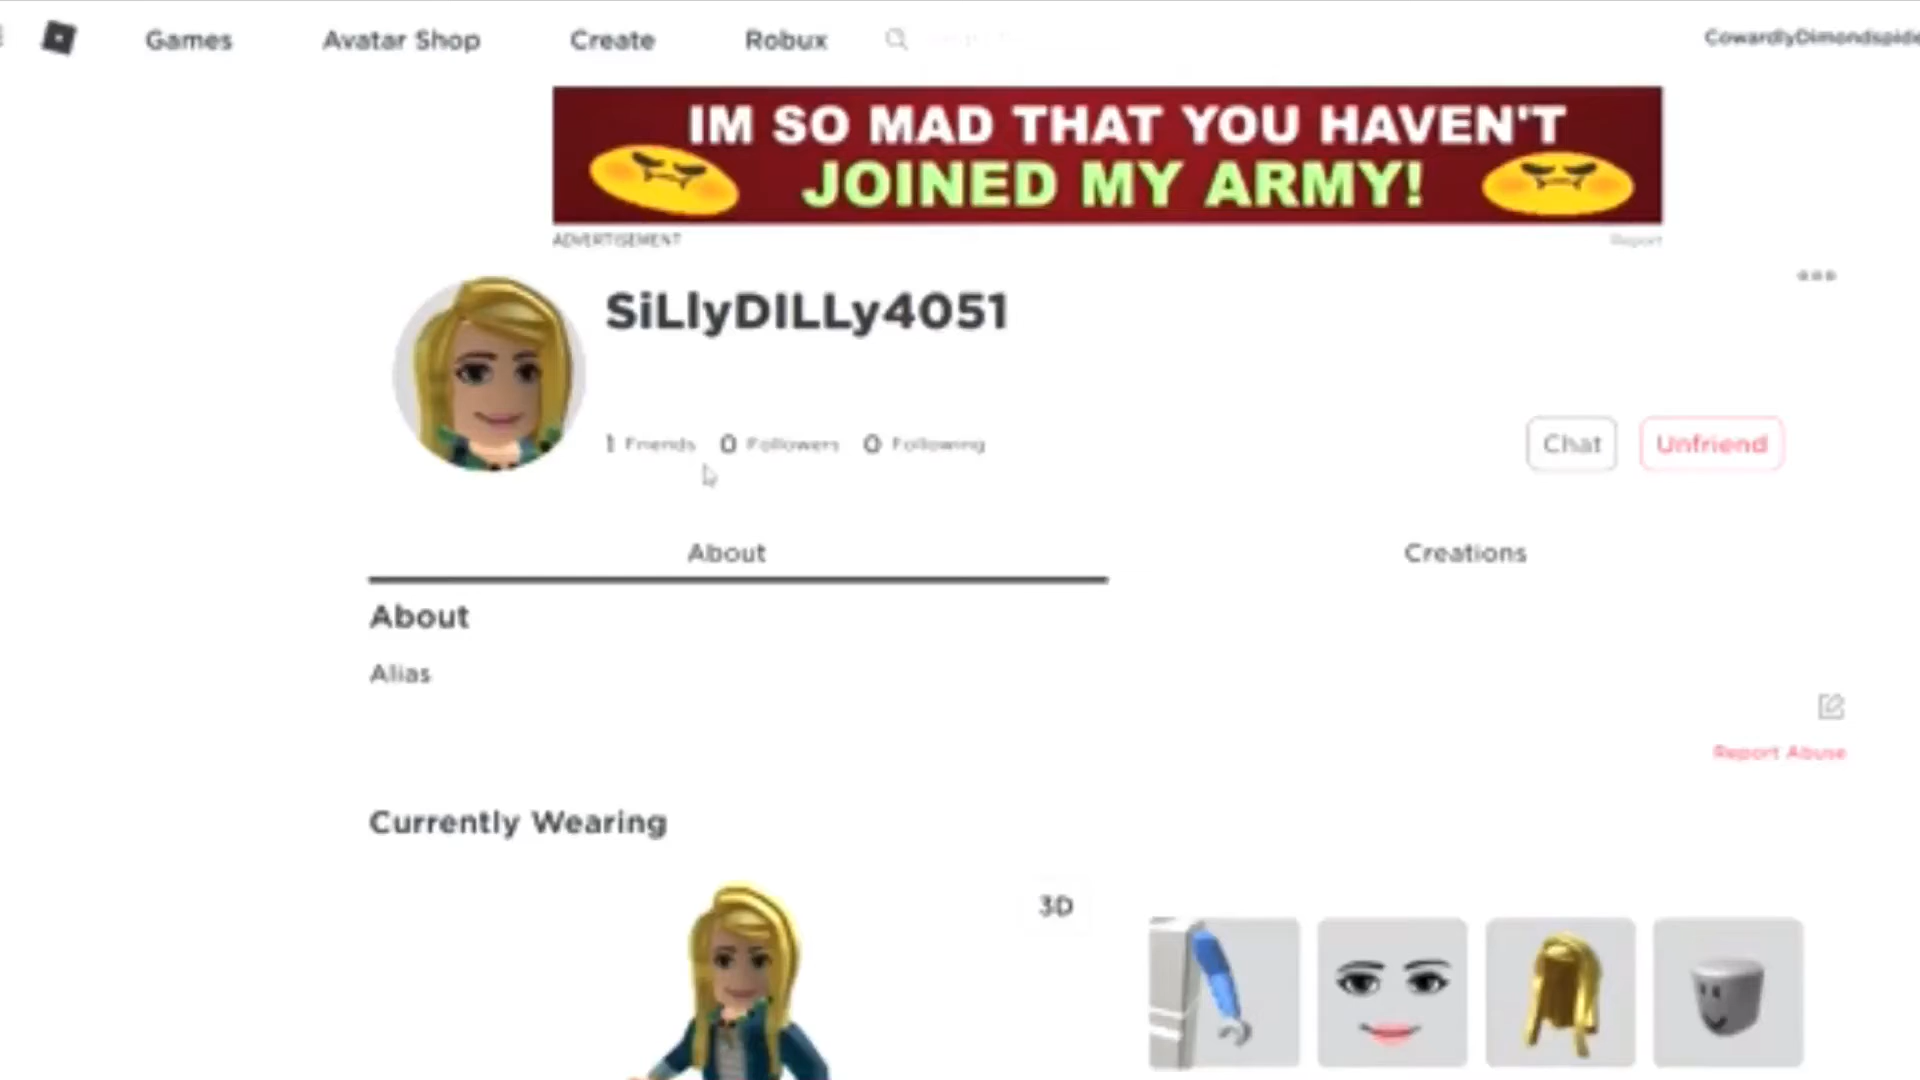 Games Avatar Shop Create Robux
IM SO MAD THAT YOU HAVEN'T
JOINED MY ARMY!
ADVERTISEMENT Report
SiLlyDILLy4051
1 Friends 0 Followers 0 Following
Chat Unfriend
About Creations
About
Alias
Report Abuse
Currently Wearing
3D